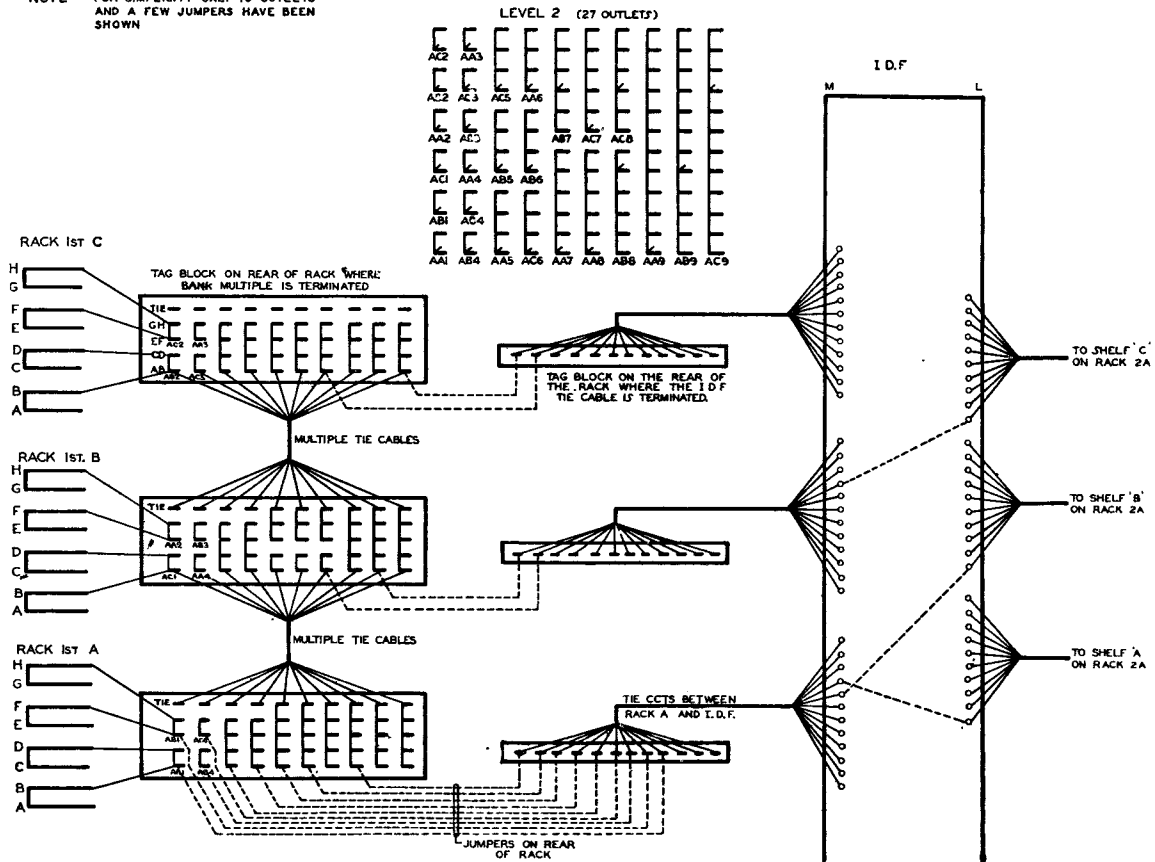 NOTE FOR SIMPLICITY ONLY 10 OUTLETS
AND A FEW JUMPERS HAVE BEEN
SHOWN
LEVEL 2 (27 OUTLETS)
AC2 AA3
AB2 AC3 AC5 AA6
AA2 AB3 AB7 AC7 AC8
AC1 AA4 AB5 AB6
AB1 AC4
AA1 AB4 AA5 AC6 AA7 AA8 AB8 AA9 AB9 AC9
I.D.F
M L
RACK 1ST C
H
G
F
E
D
C
B
A
TAG BLOCK ON REAR OF RACK WHERE
BANK MULTIPLE IS TERMINATED
TIE
GH
EF
AC2 AA3
CD
AB
AB2 AC3
TAG BLOCK ON THE REAR OF
THE RACK WHERE THE I D F
TIE CABLE IS TERMINATED.
TO SHELF 'C'
ON RACK 2A
MULTIPLE TIE CABLES
RACK 1ST. B
H
G
F
E
D
C
B
A
TIE
AA2 AB3
AC1 AA4
TO SHELF 'B'
ON RACK 2A
MULTIPLE TIE CABLES
RACK 1ST A
H
G
F
E
D
C
B
A
TIE
AB1 AC4
AA1 AB4
TIE CCTS BETWEEN
RACK A AND I.D.F.
TO SHELF 'A
ON RACK 2A
JUMPERS ON REAR
OF RACK